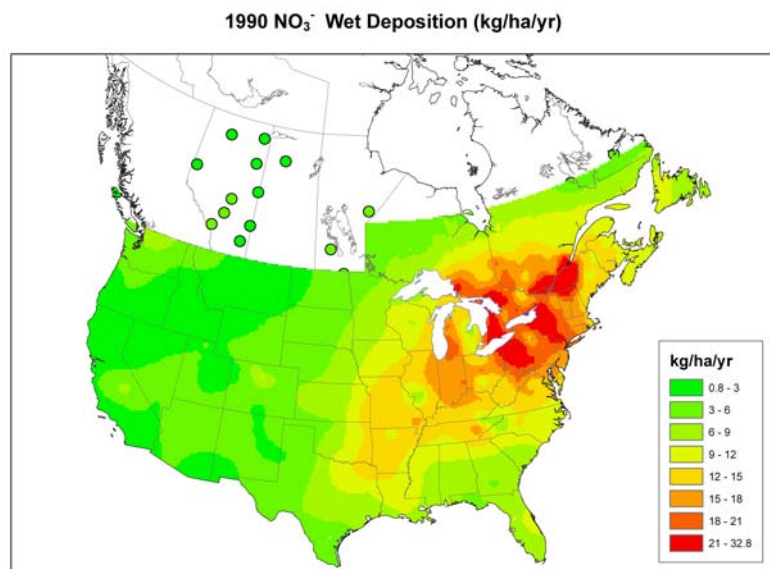 1990 NO₃⁻ Wet Deposition (kg/ha/yr)
kg/ha/yr
0.8 - 3
3 - 6
6 - 9
9 - 12
12 - 15
15 - 18
18 - 21
21 - 32.8